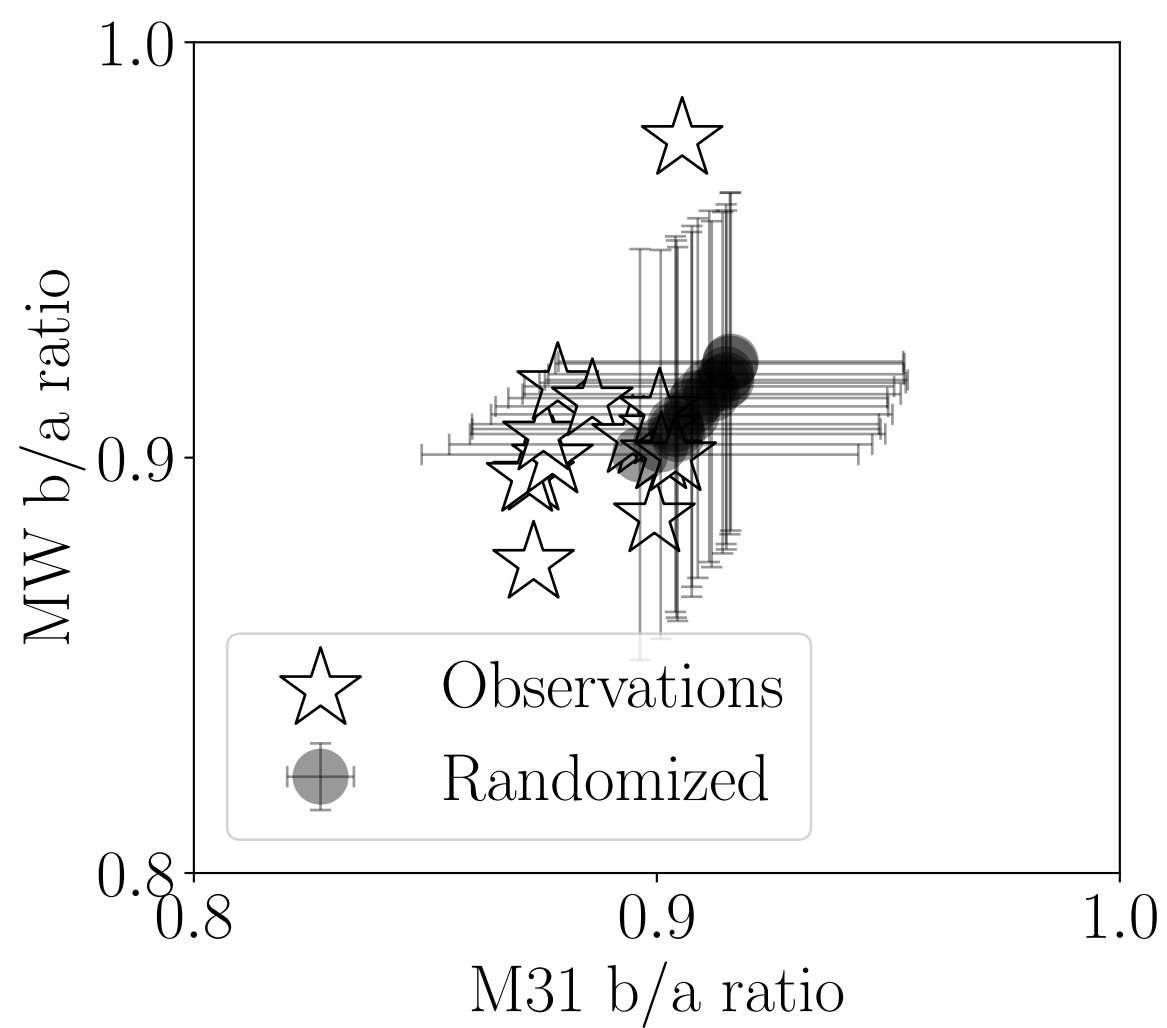 1.0
0.9
0.8
MW b/a ratio
Observations
Randomized
0.8 0.9 1.0
M31 b/a ratio